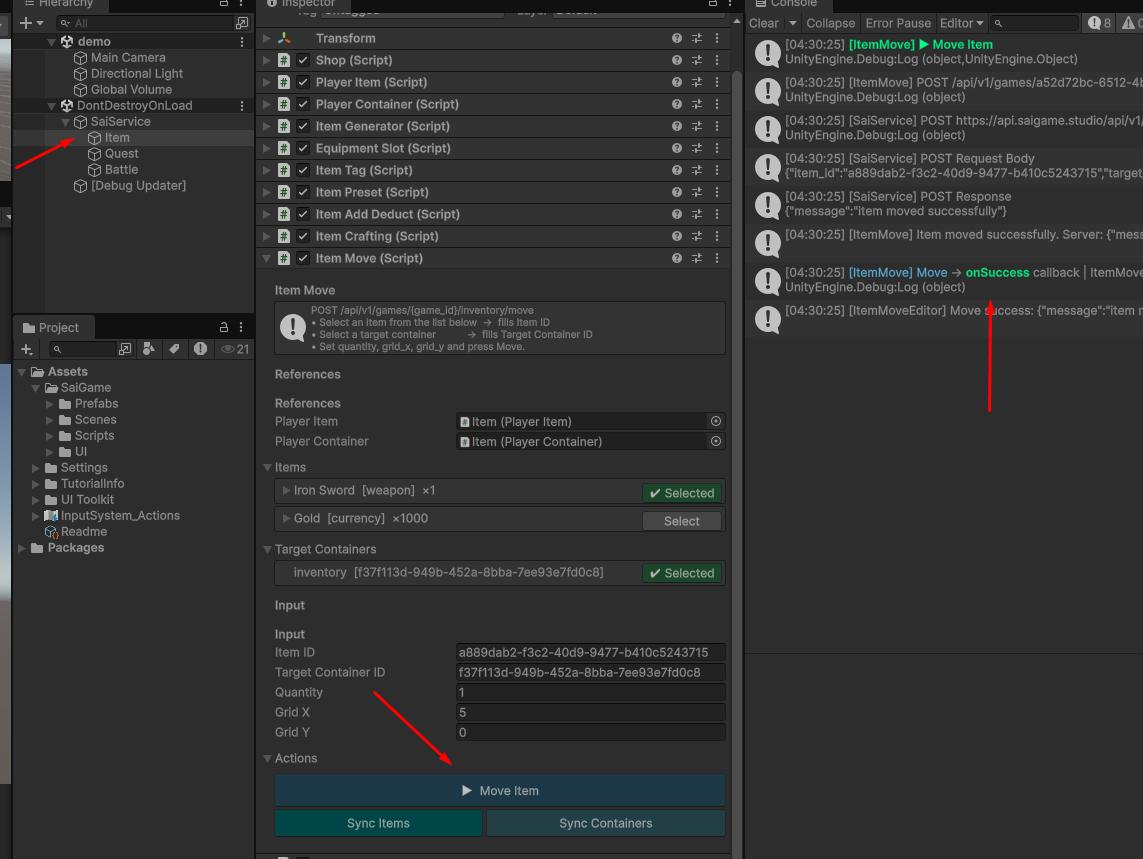 Hierarchy
All
demo
Main Camera
Directional Light
Global Volume
DontDestroyOnLoad
SaiService
Item
Quest
Battle
[Debug Updater]
Project
21
Assets
SaiGame
Prefabs
Scenes
Scripts
UI
Settings
TutorialInfo
UI Toolkit
InputSystem_Actions
Readme
Packages
Inspector
Tag Untagged Layer Default
Transform
Shop (Script)
Player Item (Script)
Player Container (Script)
Item Generator (Script)
Equipment Slot (Script)
Item Tag (Script)
Item Preset (Script)
Item Add Deduct (Script)
Item Crafting (Script)
Item Move (Script)
Item Move
POST /api/v1/games/{game_id}/inventory/move
• Select an item from the list below → fills Item ID
• Select a target container → fills Target Container ID
• Set quantity, grid_x, grid_y and press Move.
References
References
Player Item Item (Player Item)
Player Container Item (Player Container)
Items
Iron Sword [weapon] ×1 ✔ Selected
Gold [currency] ×1000 Select
Target Containers
inventory [f37f113d-949b-452a-8bba-7ee93e7fd0c8] ✔ Selected
Input
Input
Item ID a889dab2-f3c2-40d9-9477-b410c5243715
Target Container ID f37f113d-949b-452a-8bba-7ee93e7fd0c8
Quantity 1
Grid X 5
Grid Y 0
Actions
▶ Move Item
Sync Items Sync Containers
Console
Clear Collapse Error Pause Editor 8 0
[04:30:25] [ItemMove] ▶ Move Item
UnityEngine.Debug:Log (object,UnityEngine.Object)
[04:30:25] [ItemMove] POST /api/v1/games/a52d72bc-6512-4b
UnityEngine.Debug:Log (object)
[04:30:25] [SaiService] POST https://api.saigame.studio/api/v1/
UnityEngine.Debug:Log (object)
[04:30:25] [SaiService] POST Request Body
{"item_id":"a889dab2-f3c2-40d9-9477-b410c5243715","target
[04:30:25] [SaiService] POST Response
{"message":"item moved successfully"}
[04:30:25] [ItemMove] Item moved successfully. Server: {"mess
[04:30:25] [ItemMove] Move → onSuccess callback | ItemMove
UnityEngine.Debug:Log (object)
[04:30:25] [ItemMoveEditor] Move success: {"message":"item m